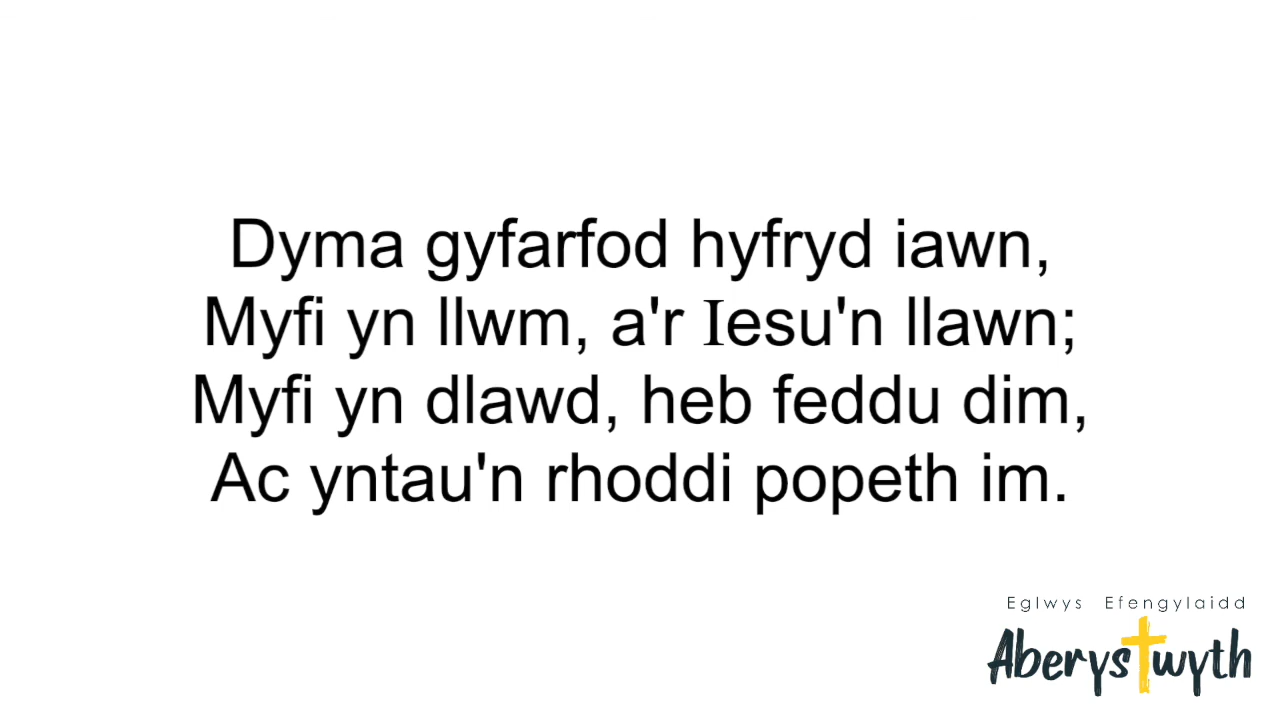 Dyma gyfarfod hyfryd iawn,
Myfi yn llwm, a'r Iesu'n llawn;
Myfi yn dlawd, heb feddu dim,
Ac yntau'n rhoddi popeth im.
Eglwys Efengylaidd
Aberystwyth